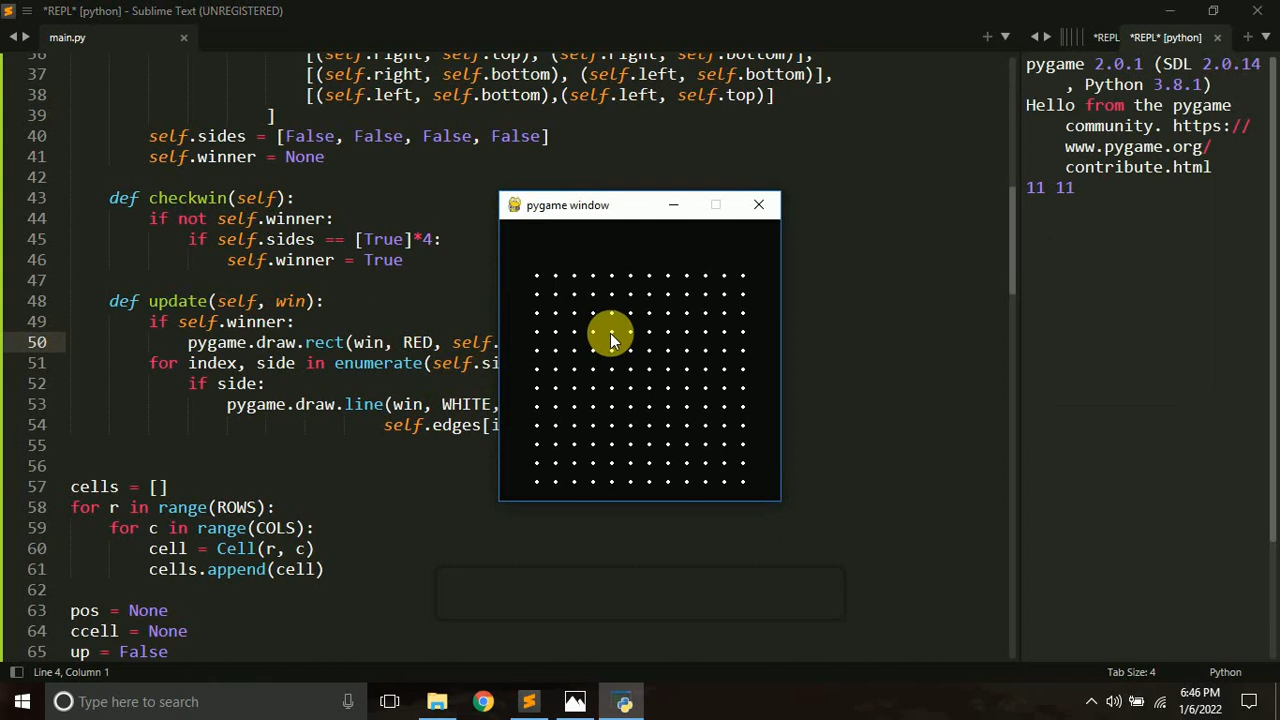 *REPL* [python] - Sublime Text (UNREGISTERED)
main.py
*REPL
*REPL* [python]
36 [(self.right, self.top), (self.right, self.bottom)],
37 [(self.right, self.bottom), (self.left, self.bottom)],
38 [(self.left, self.bottom),(self.left, self.top)]
39 ]
40 self.sides = [False, False, False, False]
41 self.winner = None
42
43 def checkwin(self):
44 if not self.winner:
45 if self.sides == [True]*4:
46 self.winner = True
47
48 def update(self, win):
49 if self.winner:
50 pygame.draw.rect(win, RED, self.
51 for index, side in enumerate(self.si
52 if side:
53 pygame.draw.line(win, WHITE,
54 self.edges[i
55
56
57 cells = []
58 for r in range(ROWS):
59 for c in range(COLS):
60 cell = Cell(r, c)
61 cells.append(cell)
62
63 pos = None
64 ccell = None
65 up = False
pygame window
pygame 2.0.1 (SDL 2.0.14
, Python 3.8.1)
Hello from the pygame
community. https://
www.pygame.org/
contribute.html
11 11
Line 4, Column 1
Tab Size: 4
Python
Type here to search
6:46 PM
1/6/2022